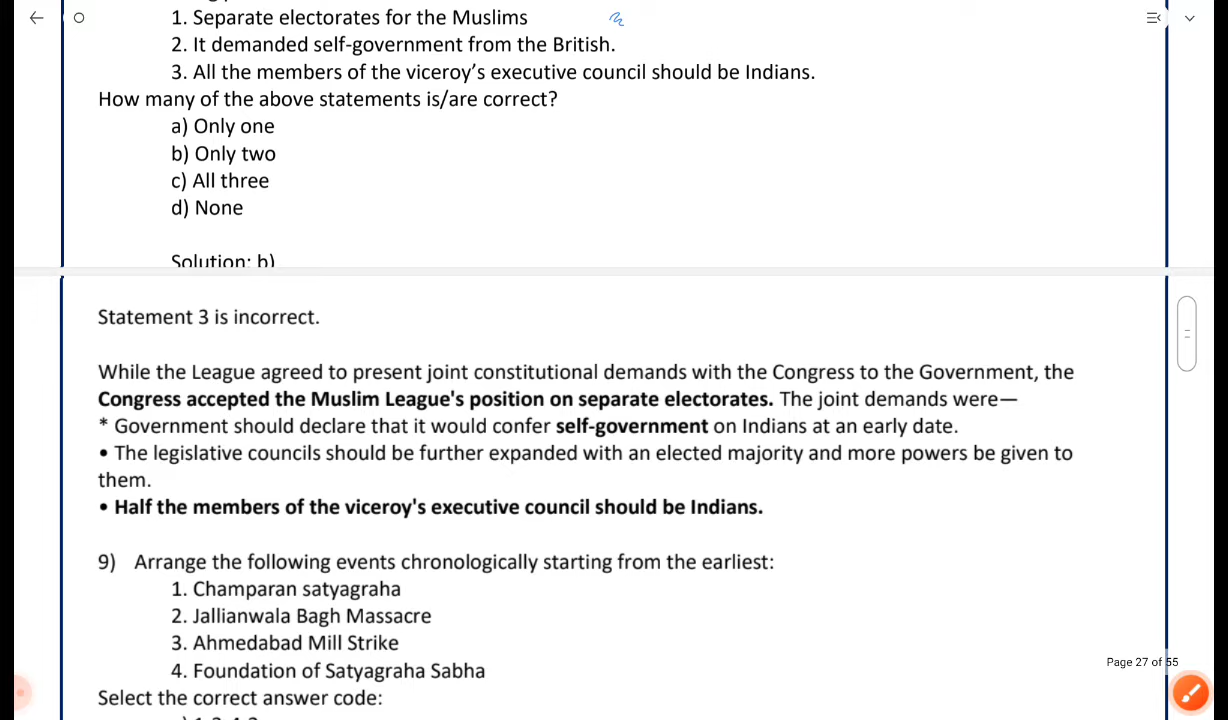 1. Separate electorates for the Muslims
2. It demanded self-government from the British.
3. All the members of the viceroy's executive council should be Indians.
How many of the above statements is/are correct?
a) Only one
b) Only two
c) All three
d) None
Solution: b)
Statement 3 is incorrect.
While the League agreed to present joint constitutional demands with the Congress to the Government, the
Congress accepted the Muslim League's position on separate electorates. The joint demands were—
* Government should declare that it would confer self-government on Indians at an early date.
• The legislative councils should be further expanded with an elected majority and more powers be given to
them.
• Half the members of the viceroy's executive council should be Indians.
9) Arrange the following events chronologically starting from the earliest:
1. Champaran satyagraha
2. Jallianwala Bagh Massacre
3. Ahmedabad Mill Strike
4. Foundation of Satyagraha Sabha
Page 27 of 55
Select the correct answer code: